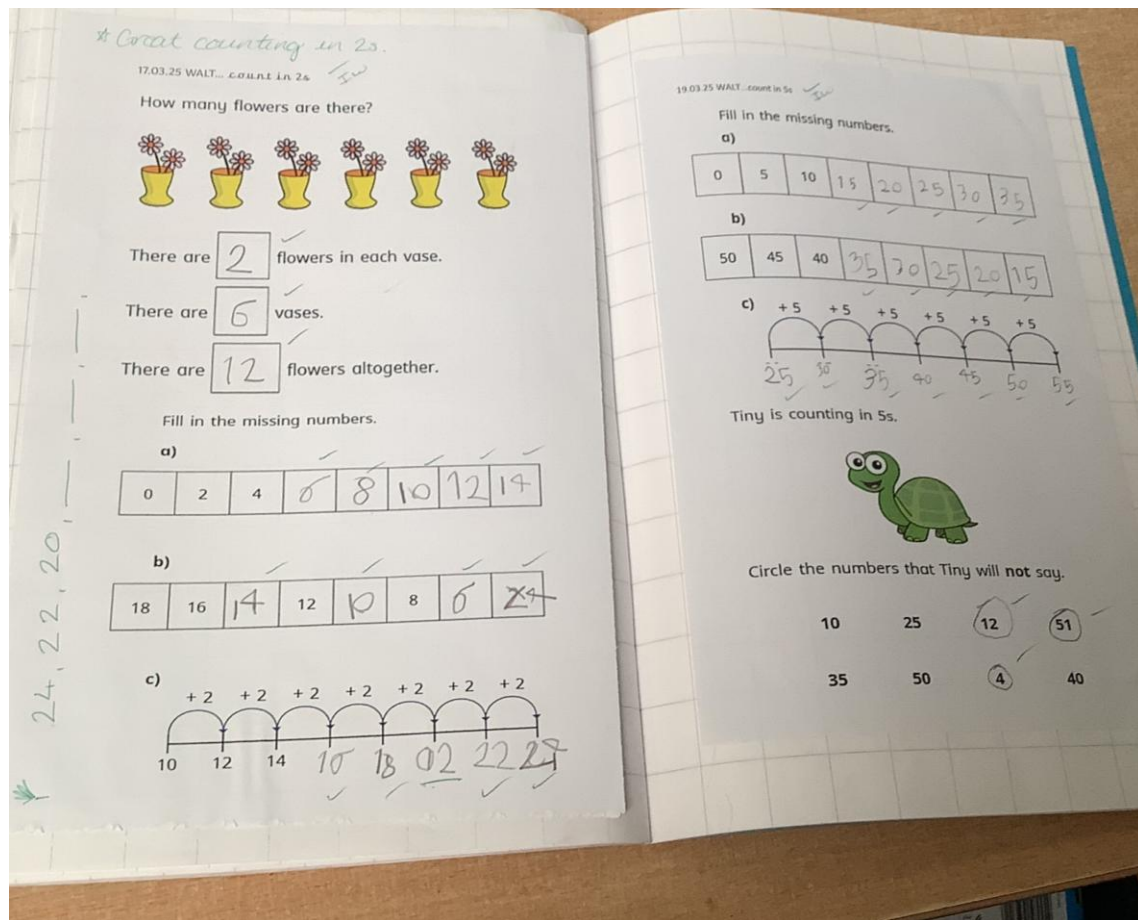 * Great counting in 2s.
17.03.25 WALT... count in 2s
How many flowers are there?
There are 2 flowers in each vase.
There are 6 vases.
There are 12 flowers altogether.
Fill in the missing numbers.
a)
0 2 4 6 8 10 12 14
b)
18 16 14 12 10 8 6
c)
+ 2 + 2 + 2 + 2 + 2 + 2 + 2
10 12 14 16 18 02 22 24
24, 22, 20, __, __, __.
19.03.25 WALT...count in 5s
Fill in the missing numbers.
a)
0 5 10 15 20 25 30 35
b)
50 45 40 35 30 25 20 15
c)
+ 5 + 5 + 5 + 5 + 5 + 5
25 30 35 40 45 50 55
Tiny is counting in 5s.
Circle the numbers that Tiny will not say.
10 25 12 51
35 50 4 40